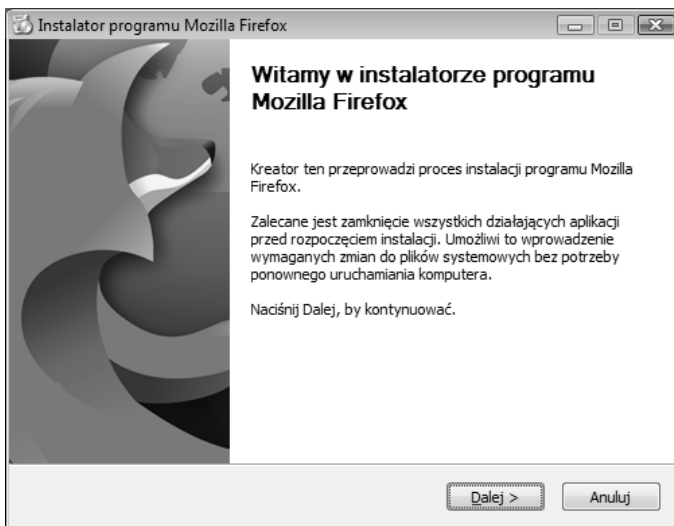 Instalator programu Mozilla Firefox
Witamy w instalatorze programu
Mozilla Firefox
Kreator ten przeprowadzi proces instalacji programu Mozilla
Firefox.
Zalecane jest zamknięcie wszystkich działających aplikacji
przed rozpoczęciem instalacji. Umożliwi to wprowadzenie
wymaganych zmian do plików systemowych bez potrzeby
ponownego uruchamiania komputera.
Naciśnij Dalej, by kontynuować.
Dalej >
Anuluj